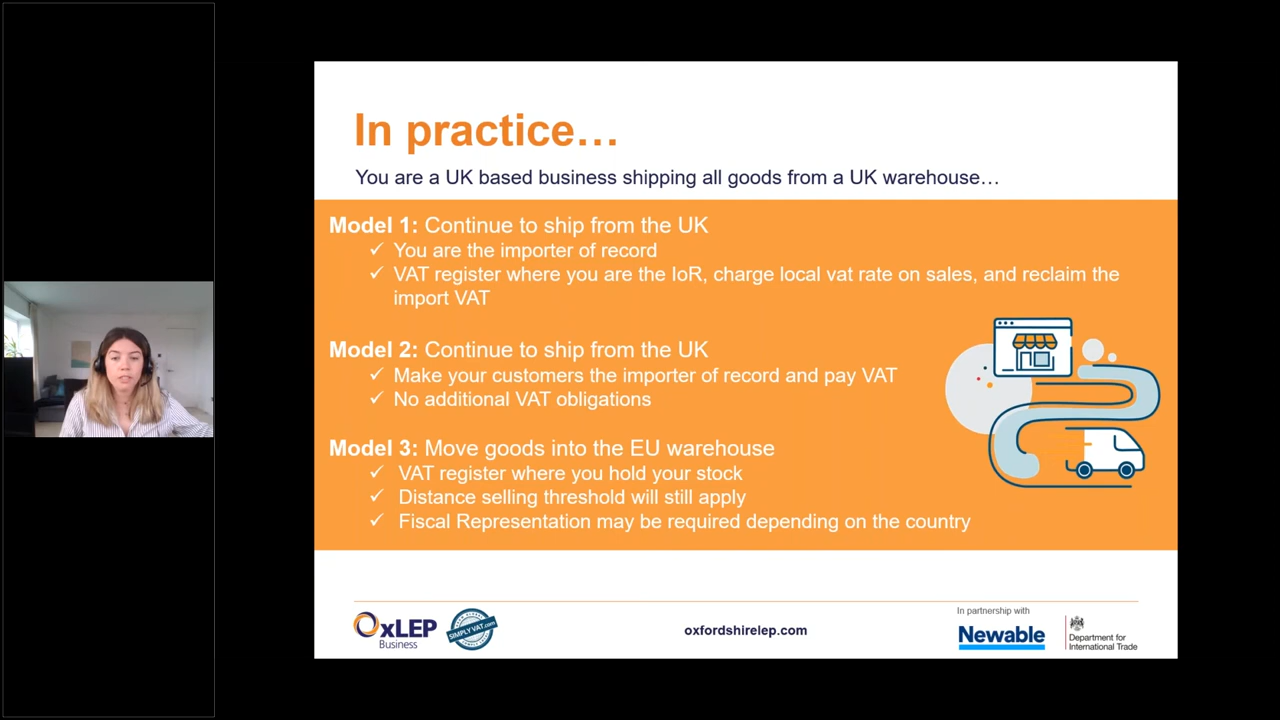 In practice…
You are a UK based business shipping all goods from a UK warehouse…
Model 1: Continue to ship from the UK
✓ You are the importer of record
✓ VAT register where you are the IoR, charge local vat rate on sales, and reclaim the
import VAT
Model 2: Continue to ship from the UK
✓ Make your customers the importer of record and pay VAT
✓ No additional VAT obligations
Model 3: Move goods into the EU warehouse
✓ VAT register where you hold your stock
✓ Distance selling threshold will still apply
✓ Fiscal Representation may be required depending on the country
OxLEP
Business
SIMPLYVAT.com
oxfordshirelep.com
In partnership with
Newable
Department for
International Trade